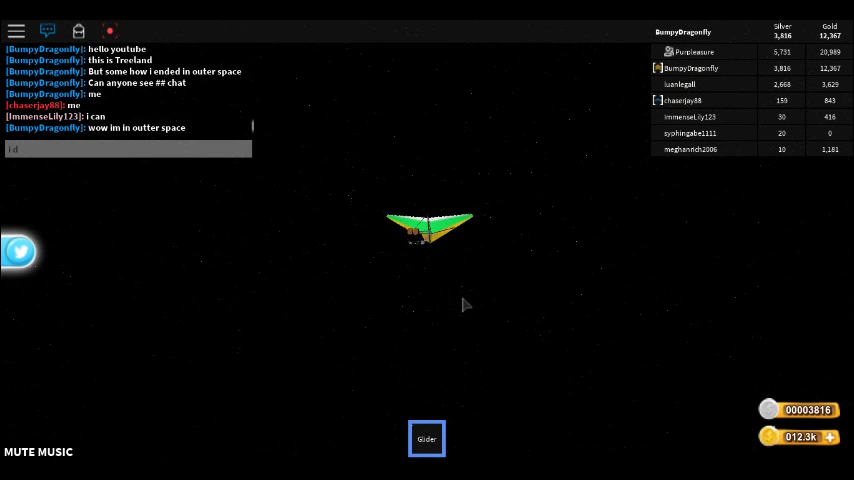 [BumpyDragonfly]: hello youtube
[BumpyDragonfly]: this is Treeland
[BumpyDragonfly]: But some how i ended in outer space
[BumpyDragonfly]: Can anyone see ## chat
[BumpyDragonfly]: me
[chaserjay88]: me
[ImmenseLily123]: i can
[BumpyDragonfly]: wow im in outter space
i d
BumpyDragonfly Silver 3,816 Gold 12,367
Purpleasure 5,731 20,989
BumpyDragonfly 3,816 12,367
luanlegall 2,668 3,629
chaserjay88 159 843
ImmenseLily123 30 416
syphingabe1111 20 0
meghanrich2006 10 1,181
Glider
00003816
012.3k +
MUTE MUSIC